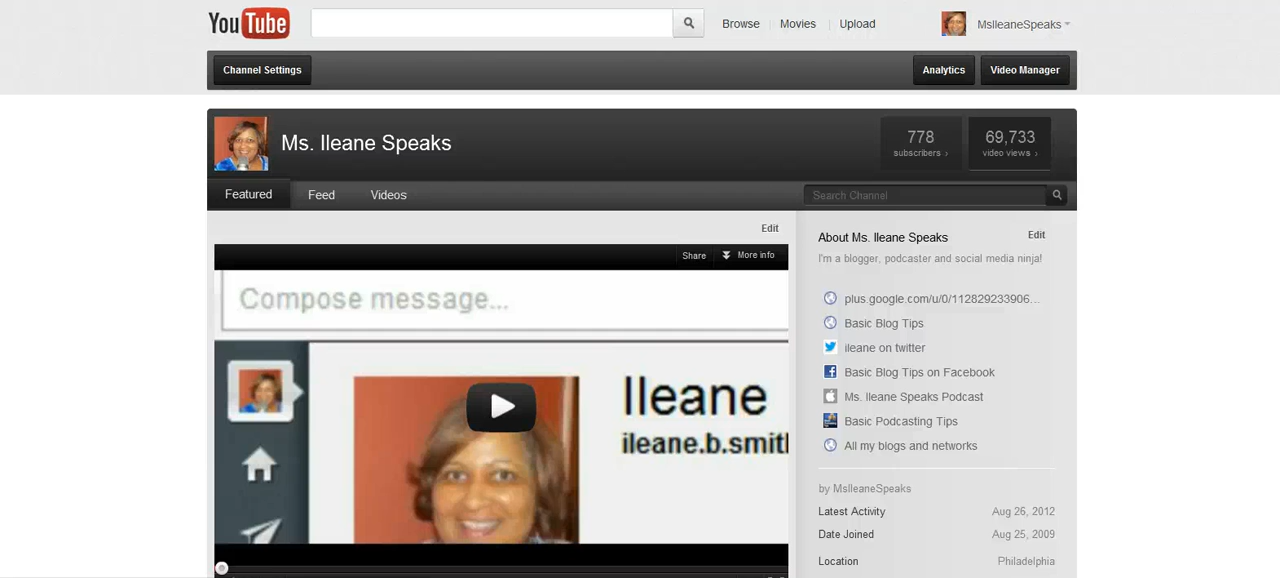 YouTube
Browse
Movies
Upload
MsIleaneSpeaks
Channel Settings
Analytics
Video Manager
Ms. Ileane Speaks
778
subscribers ›
69,733
video views ›
Featured
Feed
Videos
Search Channel
Edit
Share
More info
Compose message...
Ileane
ileane.b.smit
About Ms. Ileane Speaks
Edit
I'm a blogger, podcaster and social media ninja!
plus.google.com/u/0/112829233906...
Basic Blog Tips
ileane on twitter
Basic Blog Tips on Facebook
Ms. Ileane Speaks Podcast
Basic Podcasting Tips
All my blogs and networks
by MsIleaneSpeaks
Latest Activity Aug 26, 2012
Date Joined Aug 25, 2009
Location Philadelphia